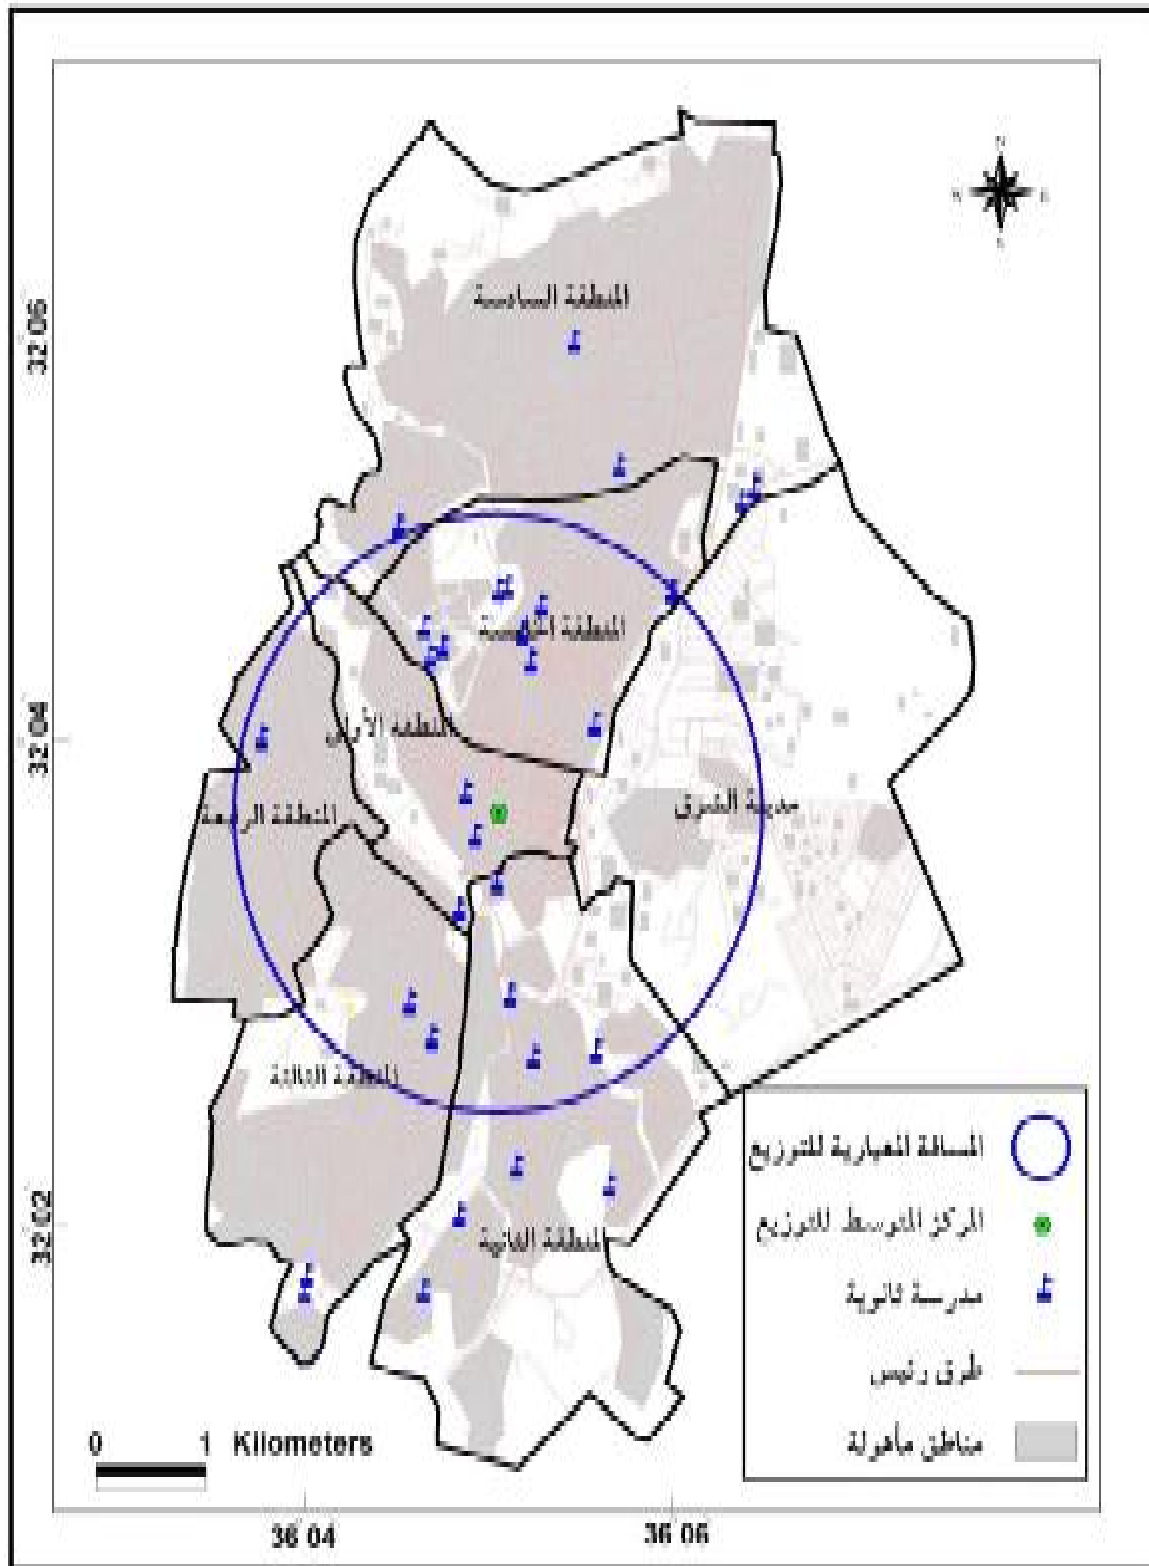 N
E
S
المنطقة السادسة
32 06
المنطقة الخامسة
32 04
المنطقة الأولى
المنطقة الرابعة
مديرية الشرق
المنطقة الثالثة
32 02
المنطقة الثانية
المسافة المعيارية للتوزيع
المركز المتوسط للتوزيع
مدرسة ثانوية
طرق رئيس
مناطق مأهولة
0 1 Kilometers
36 04 36 06